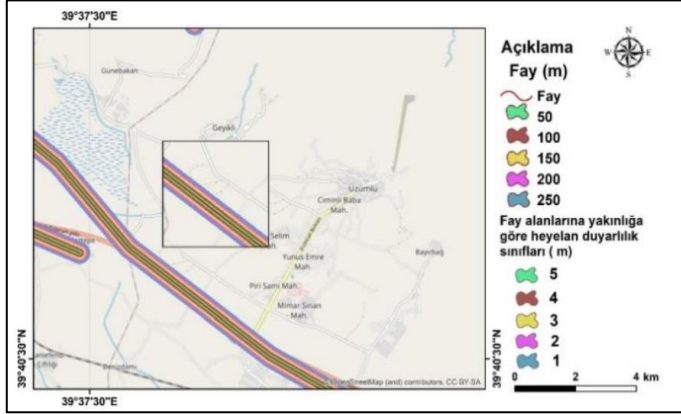 39°37'30"E
Günebakan
Geyikli
Üzümlü
Ciminli Baba
Mah.
Selim
Yunus Emre
Mah.
Bayırbağ
Piri Sami Mah.
Mimar Sinan
Mah.
39°40'30"N
39°40'30"N
Çiftliği
OpenStreetMap (and) contributors, CC-BY-SA
39°37'30"E
N
W
E
S
Açıklama
Fay (m)
Fay
50
100
150
200
250
Fay alanlarına yakınlığa
göre heyelan duyarlılık
sınıfları ( m)
5
4
3
2
1
0 2 4 km